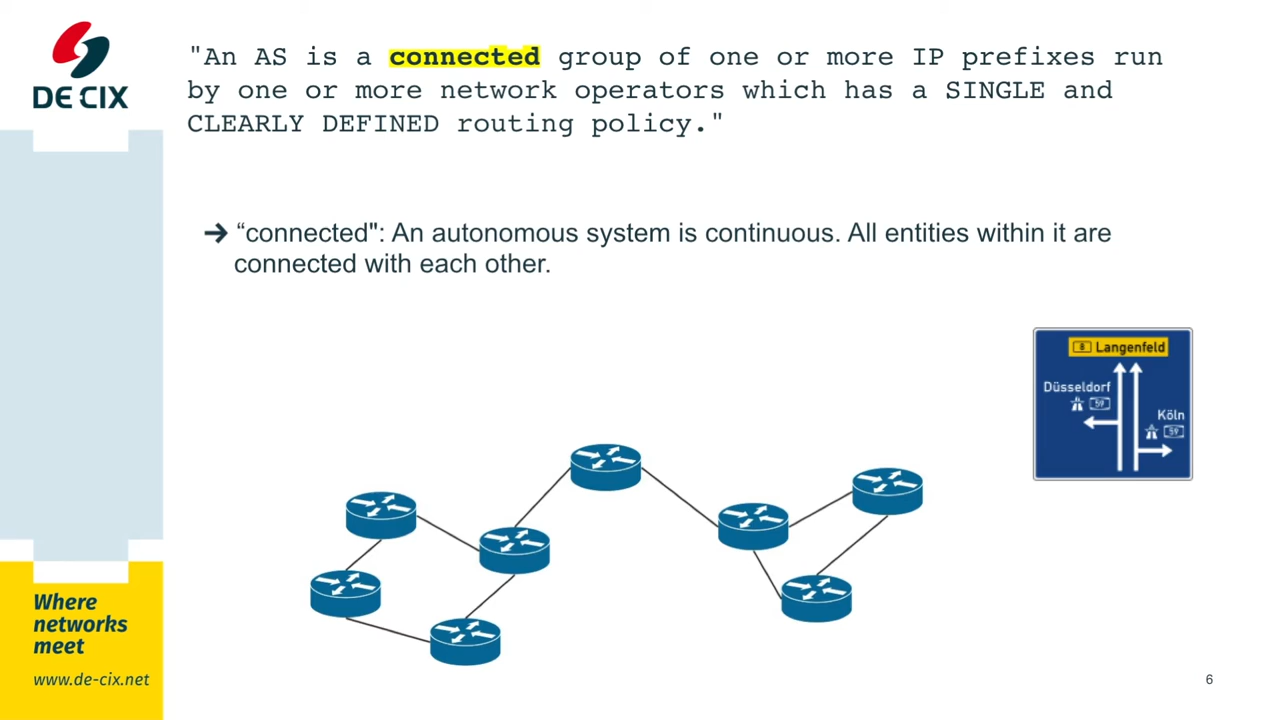 DE CIX
"An AS is a connected group of one or more IP prefixes run
by one or more network operators which has a SINGLE and
CLEARLY DEFINED routing policy."
➔ “connected": An autonomous system is continuous. All entities within it are
connected with each other.
8 Langenfeld
Düsseldorf
59
Köln
59
Where
networks
meet
www.de-cix.net
6